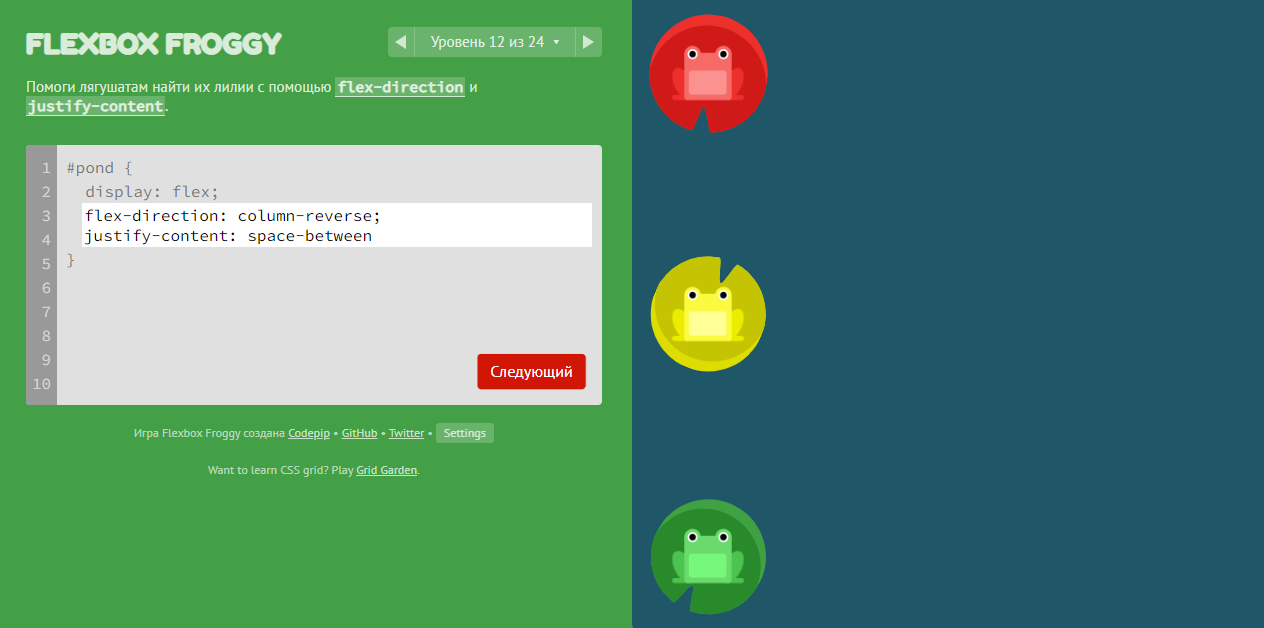 FLEXBOX FROGGY
Уровень 12 из 24
Помоги лягушатам найти их лилии с помощью flex-direction и
justify-content.
1 #pond {
2 display: flex;
3 flex-direction: column-reverse;
4 justify-content: space-between
5 }
6
7
8
9
10
Следующий
Игра Flexbox Froggy создана Codepip • GitHub • Twitter • Settings
Want to learn CSS grid? Play Grid Garden.